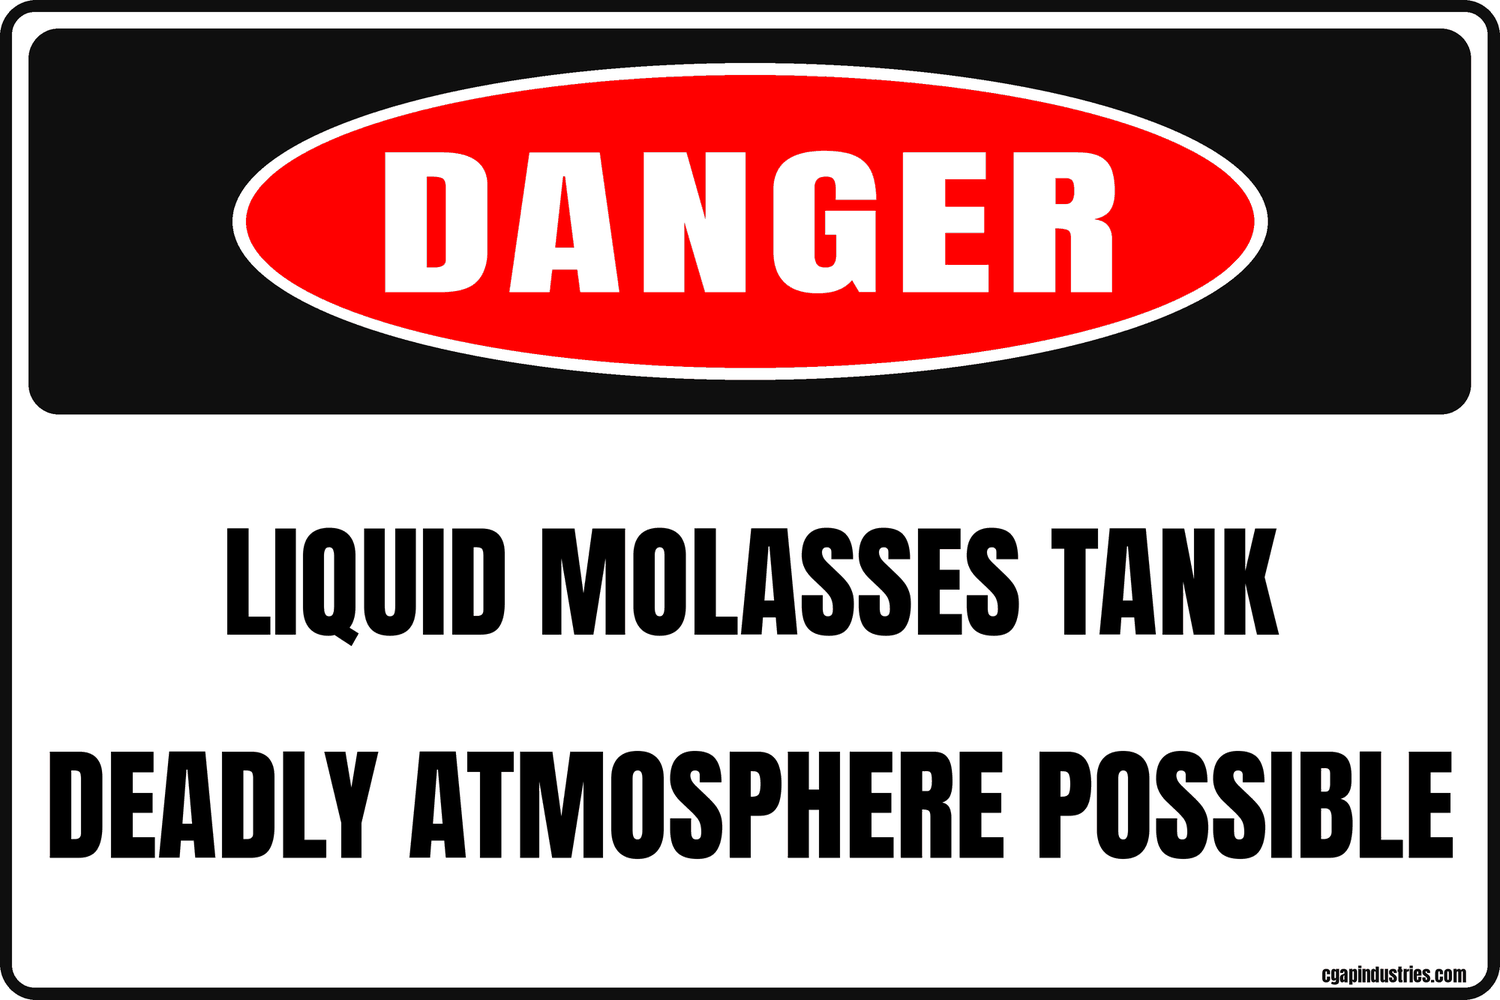 DANGER
LIQUID MOLASSES TANK
DEADLY ATMOSPHERE POSSIBLE
cgapindustries.com